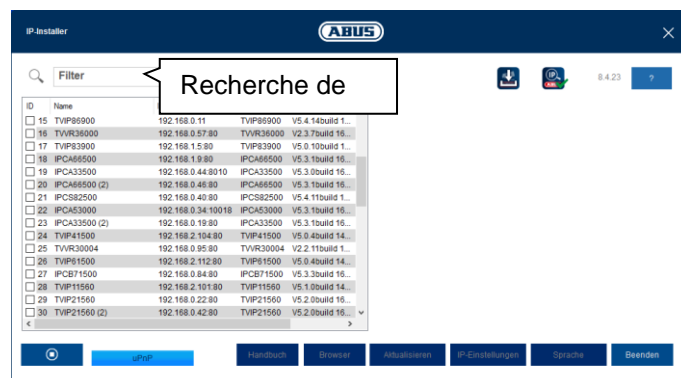 IP-Installer
ABUS
Filter
Recherche de
8.4.23
?
ID Name
15 TVIP86900 192.168.0.11 TVIP86900 V5.4.14build 1...
16 TVVR36000 192.168.0.57:80 TVVR36000 V2.3.7build 16...
17 TVIP83900 192.168.1.5:80 TVIP83900 V5.0.10build 1...
18 IPCA66500 192.168.1.9:80 IPCA66500 V5.3.1build 16...
19 IPCA33500 192.168.0.44:8010 IPCA33500 V5.3.0build 16...
20 IPCA66500 (2) 192.168.0.46:80 IPCA66500 V5.3.1build 16...
21 IPCS82500 192.168.0.40:80 IPCS82500 V5.4.11build 1...
22 IPCA53000 192.168.0.34:10018 IPCA53000 V5.3.1build 16...
23 IPCA33500 (2) 192.168.0.19:80 IPCA33500 V5.3.1build 16...
24 TVIP41500 192.168.2.104:80 TVIP41500 V5.0.4build 14...
25 TVVR30004 192.168.0.95:80 TVVR30004 V2.2.11build 1...
26 TVIP61500 192.168.2.112:80 TVIP61500 V5.0.4build 14...
27 IPCB71500 192.168.0.84:80 IPCB71500 V5.3.3build 16...
28 TVIP11560 192.168.2.101:80 TVIP11560 V5.1.0build 14...
29 TVIP21560 192.168.0.22:80 TVIP21560 V5.2.0build 16...
30 TVIP21560 (2) 192.168.0.42:80 TVIP21560 V5.2.0build 16...
uPnP
Handbuch
Browser
Aktualisieren
IP-Einstellungen
Sprache
Beenden